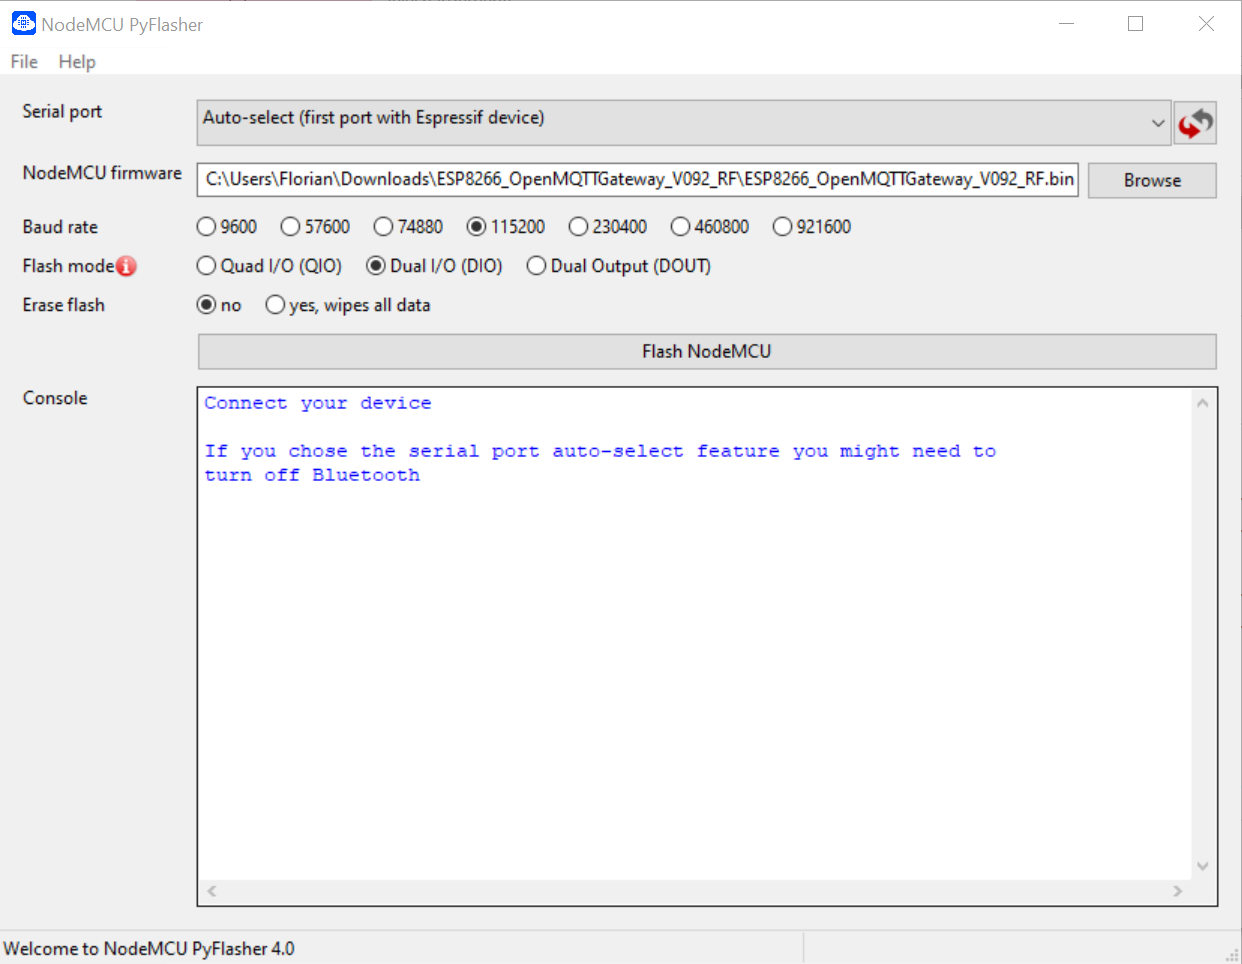 NodeMCU PyFlasher
File Help
Serial port Auto-select (first port with Espressif device)
NodeMCU firmware C:\Users\Florian\Downloads\ESP8266_OpenMQTTGateway_V092_RF\ESP8266_OpenMQTTGateway_V092_RF.bin Browse
Baud rate 9600 57600 74880 115200 230400 460800 921600
Flash mode Quad I/O (QIO) Dual I/O (DIO) Dual Output (DOUT)
Erase flash no yes, wipes all data
Flash NodeMCU
Console
Connect your device
If you chose the serial port auto-select feature you might need to
turn off Bluetooth
Welcome to NodeMCU PyFlasher 4.0